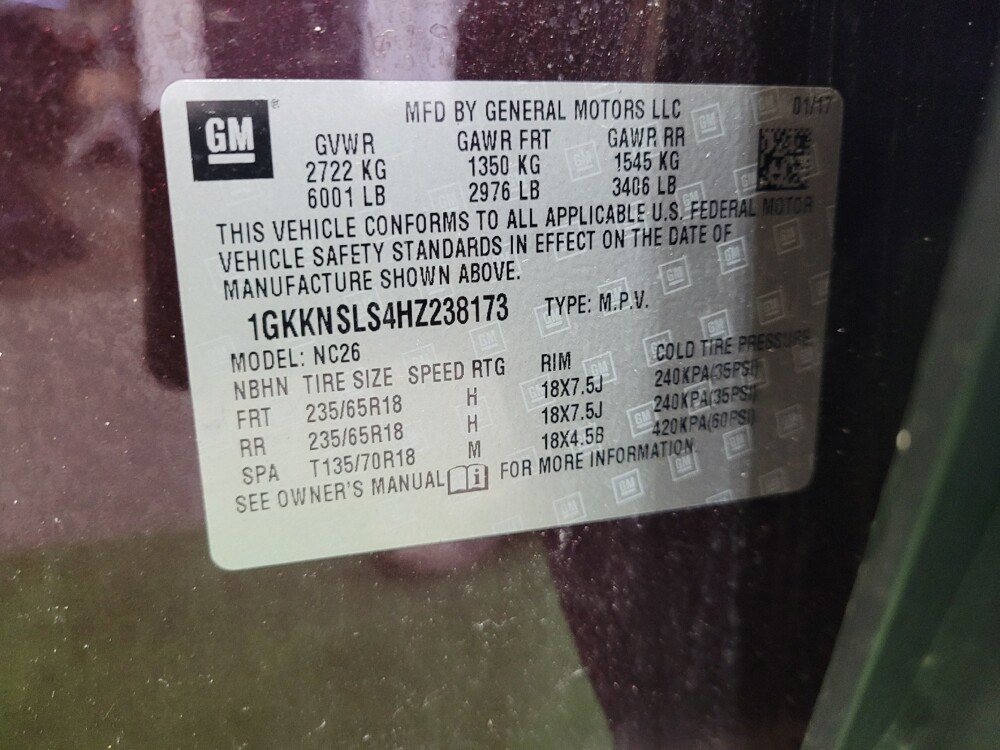 GM ®
MFD BY GENERAL MOTORS LLC 01/17
GVWR GAWR FRT GAWR RR
2722 KG 1350 KG 1545 KG
6001 LB 2976 LB 3406 LB
THIS VEHICLE CONFORMS TO ALL APPLICABLE U.S. FEDERAL MOTOR
VEHICLE SAFETY STANDARDS IN EFFECT ON THE DATE OF
MANUFACTURE SHOWN ABOVE.
1GKKNSLS4HZ238173 TYPE: M.P.V.
MODEL: NC26
NBHN TIRE SIZE SPEED RTG RIM COLD TIRE PRESSURE
FRT 235/65R18 H 18X7.5J 240KPA(35PSI)
RR 235/65R18 H 18X7.5J 240KPA(35PSI)
SPA T135/70R18 M 18X4.5B 420KPA(60PSI)
SEE OWNER'S MANUAL i FOR MORE INFORMATION.